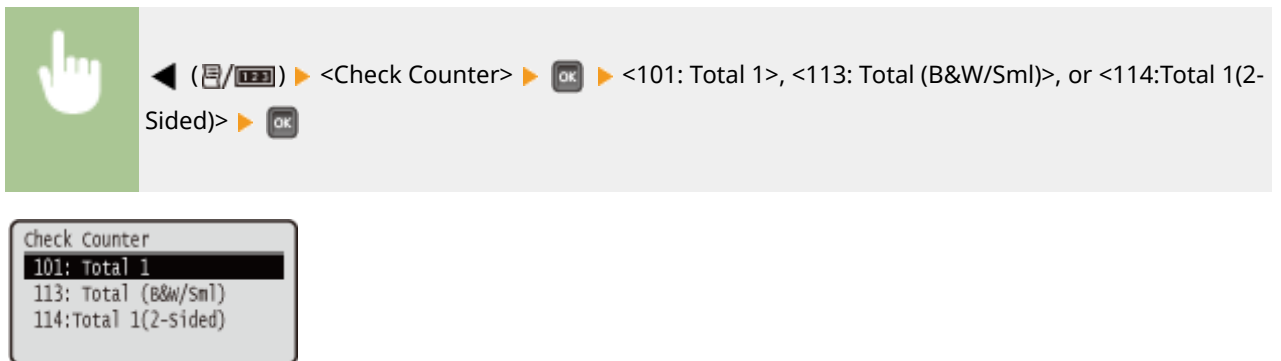 ◀ (/123) ▶ <Check Counter> ▶ OK ▶ <101: Total 1>, <113: Total (B&W/Sml)>, or <114:Total 1(2-
Sided)> ▶ OK
Check Counter
101: Total 1
113: Total (B&W/Sml)
114:Total 1(2-Sided)